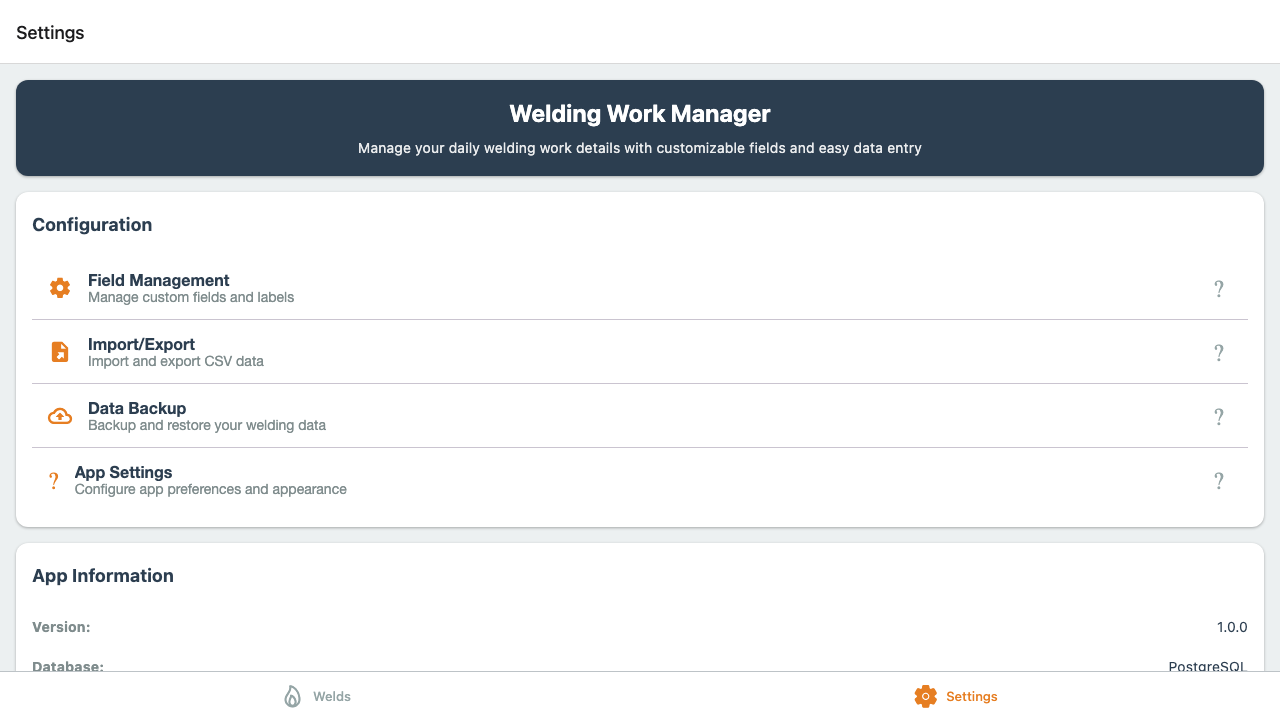 Settings
Welding Work Manager
Manage your daily welding work details with customizable fields and easy data entry
Configuration
Field Management
Manage custom fields and labels
?
Import/Export
Import and export CSV data
?
Data Backup
Backup and restore your welding data
?
?
App Settings
Configure app preferences and appearance
?
App Information
Version:
1.0.0
Database:
PostgreSQL
Welds
Settings